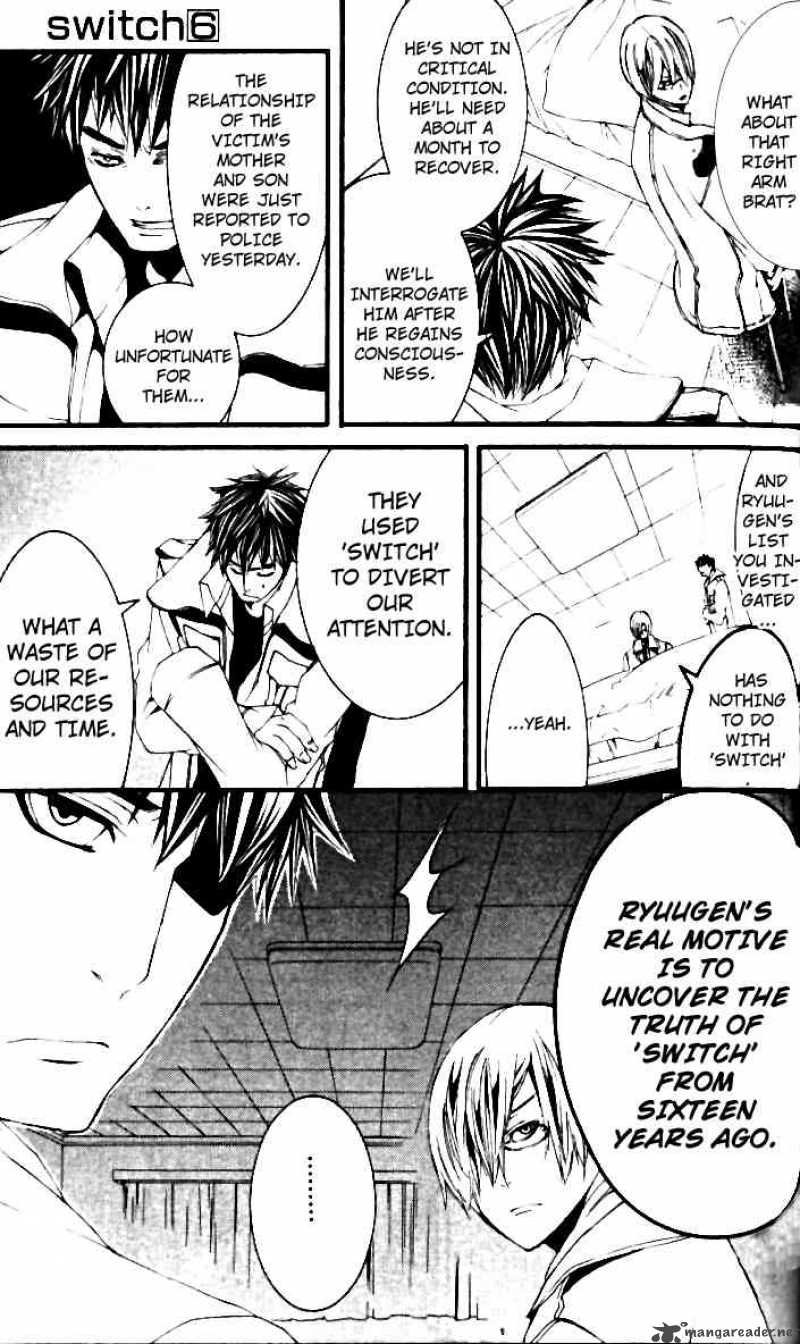 switch6
WHAT
ABOUT
THAT
RIGHT
ARM
BRAT?
HE'S NOT IN
CRITICAL
CONDITION.
HE'LL NEED
ABOUT A
MONTH TO
RECOVER.
WE'LL
INTERROGATE
HIM AFTER
HE REGAINS
CONSCIOUS-
NESS.
THE
RELATIONSHIP
OF THE
VICTIM'S
MOTHER
AND SON
WERE JUST
REPORTED TO
POLICE
YESTERDAY.
HOW
UNFORTUNATE
FOR
THEM...
AND
RYUU-
GEN'S
LIST
YOU IN-
VESTI-
GATED
...
HAS
NOTHING
TO DO
WITH
'SWITCH'
...YEAH.
THEY
USED
'SWITCH'
TO DIVERT
OUR
ATTENTION.
WHAT A
WASTE OF
OUR RE-
SOURCES
AND TIME.
RYUUGEN'S
REAL MOTIVE
IS TO
UNCOVER THE
TRUTH OF
'SWITCH'
FROM
SIXTEEN
YEARS AGO.
.........
mangareader.net